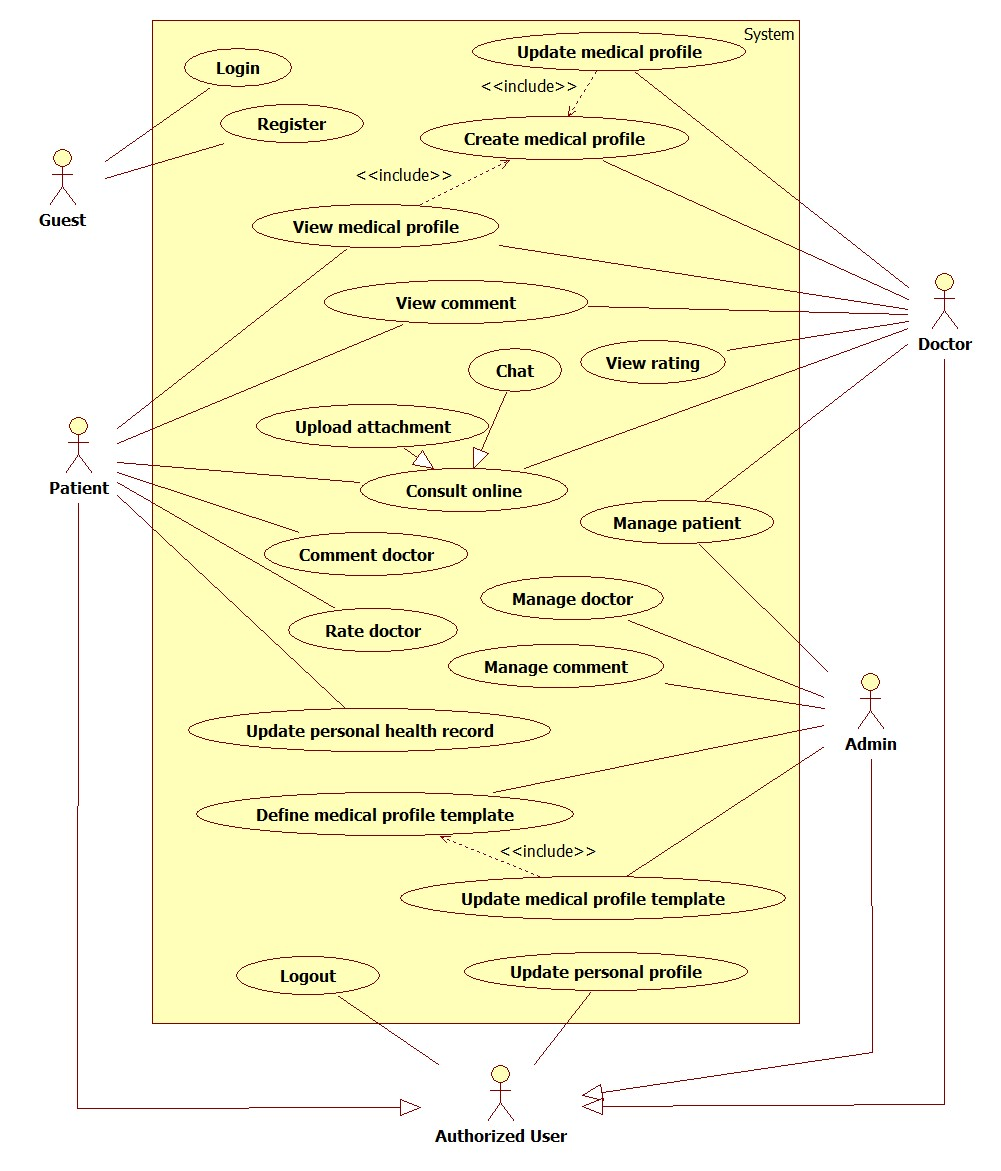 System
Update medical profile
Login
<<include>>
Register
Create medical profile
<<include>>
Guest
View medical profile
View comment
Doctor
View rating
Chat
Upload attachment
Patient
Consult online
Manage patient
Comment doctor
Manage doctor
Rate doctor
Manage comment
Update personal health record
Admin
Define medical profile template
<<include>>
Update medical profile template
Logout
Update personal profile
Authorized User